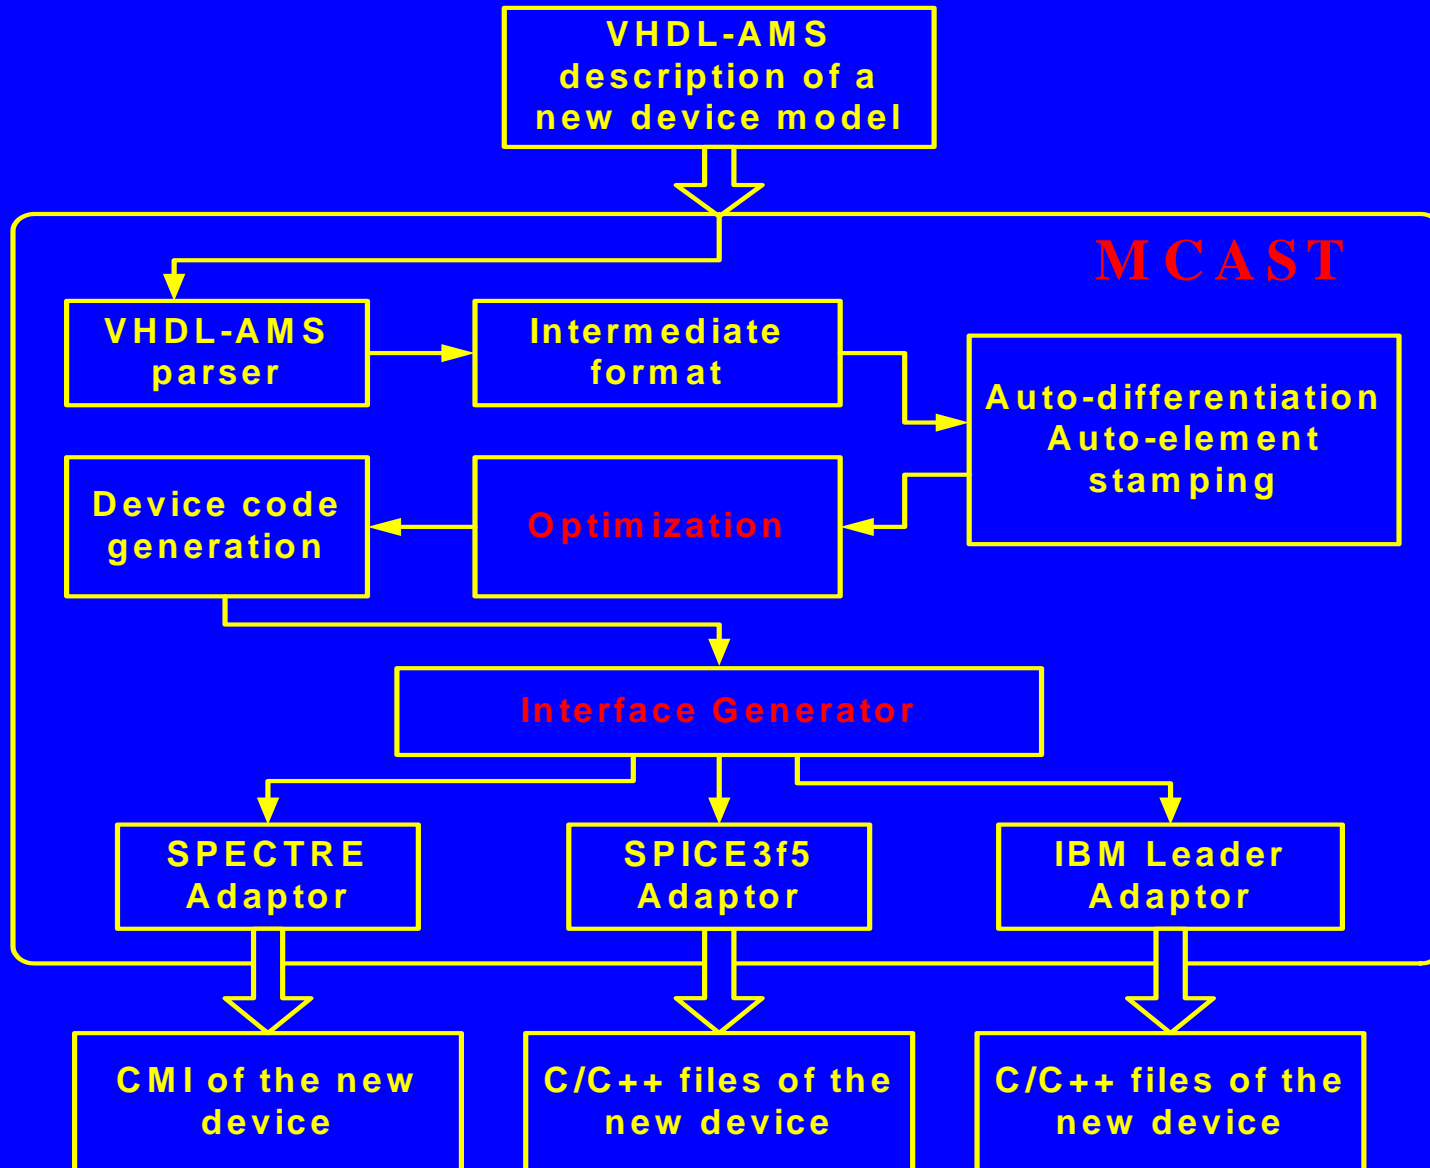 VHDL-AMS
description of a
new device model
MCAST
VHDL-AMS
parser
Intermediate
format
Auto-differentiation
Auto-element
stamping
Device code
generation
Optimization
Interface Generator
SPECTRE
Adaptor
SPICE3f5
Adaptor
IBM Leader
Adaptor
CMI of the new
device
C/C++ files of the
new device
C/C++ files of the
new device